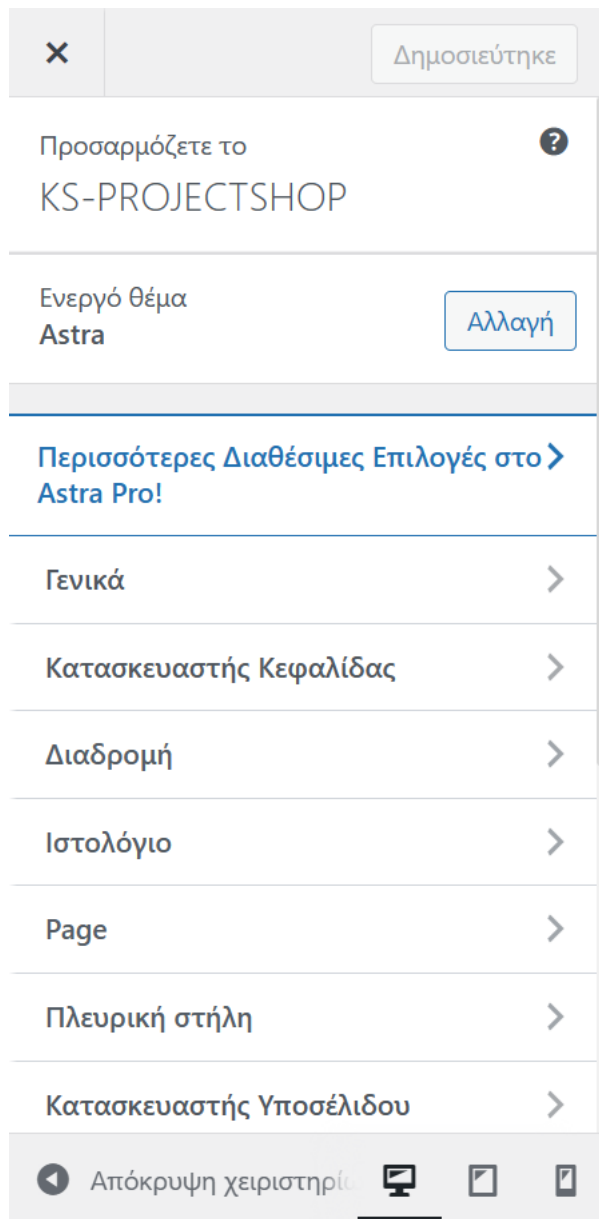 Δημοσιεύτηκε
Προσαρμόζετε το
KS-PROJECTSHOP
Ενεργό θέμα
Astra
Αλλαγή
Περισσότερες Διαθέσιμες Επιλογές στο
Astra Pro!
Γενικά
Κατασκευαστής Κεφαλίδας
Διαδρομή
Ιστολόγιο
Page
Πλευρική στήλη
Κατασκευαστής Υποσέλιδου
Απόκρυψη